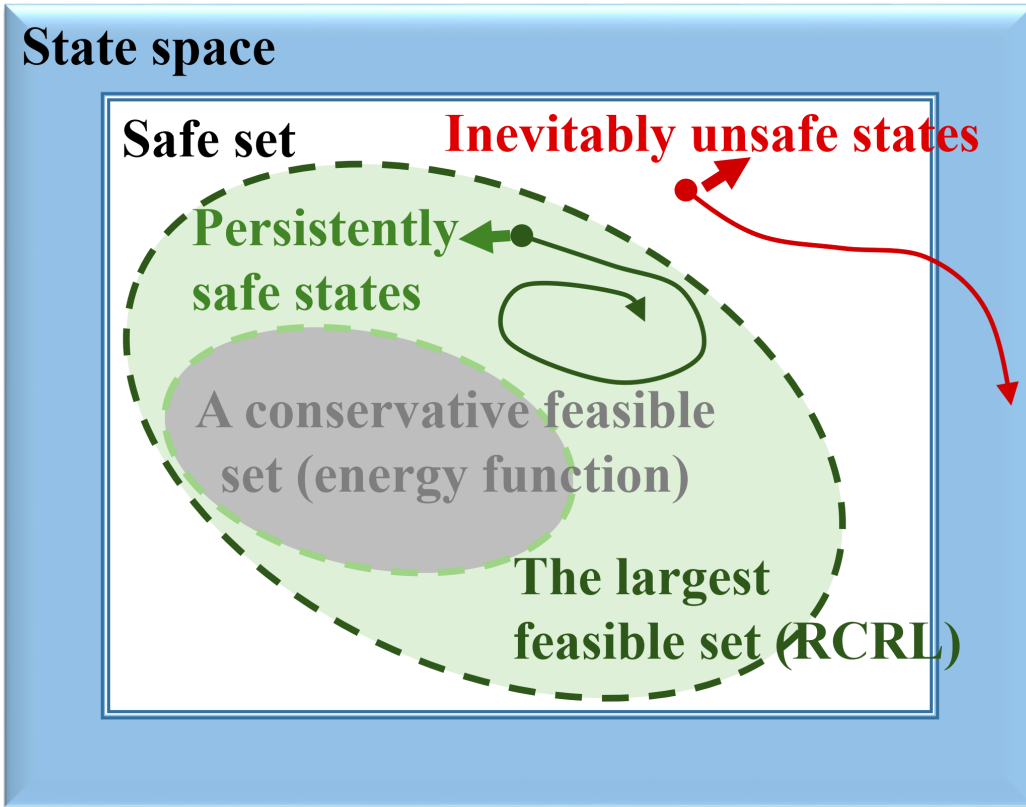 State space
Safe set
Inevitably unsafe states
Persistently
safe states
A conservative feasible
set (energy function)
The largest
feasible set (RCRL)